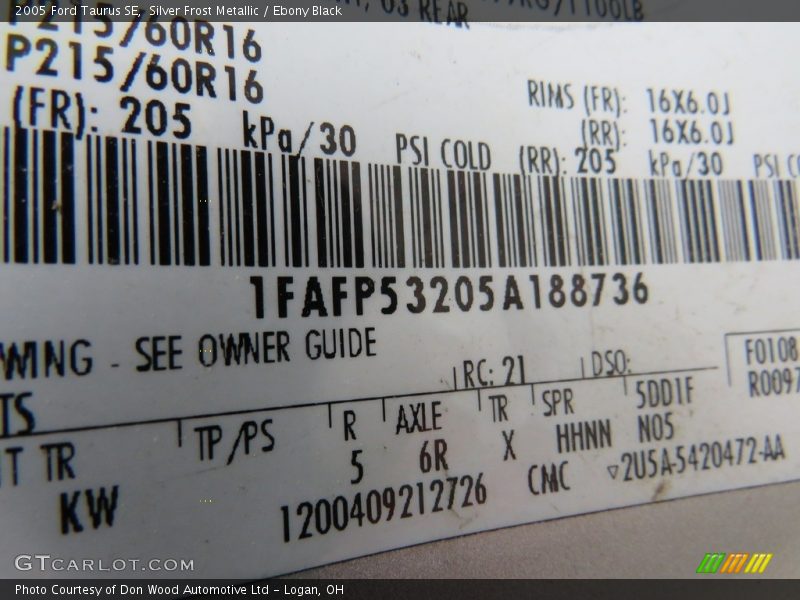 2005 Ford Taurus SE, Silver Frost Metallic / Ebony Black
P215/60R16
P215/60R16
RIMS (FR): 16X6.0J
(RR): 16X6.0J
(FR): 205 kPa/30 PSI COLD (RR): 205 kPa/30 PSI
1FAFP53205A188736
WING - SEE OWNER GUIDE
RC: 21 DSO: F0108
R0097
TP/PS R AXLE TR SPR 5DD1F
TR 5 6R X HHNN N05
KW 1200409212726 CMC ▿2U5A-5420472-AA
GTCARLOT.COM
Photo Courtesy of Don Wood Automotive Ltd - Logan, OH